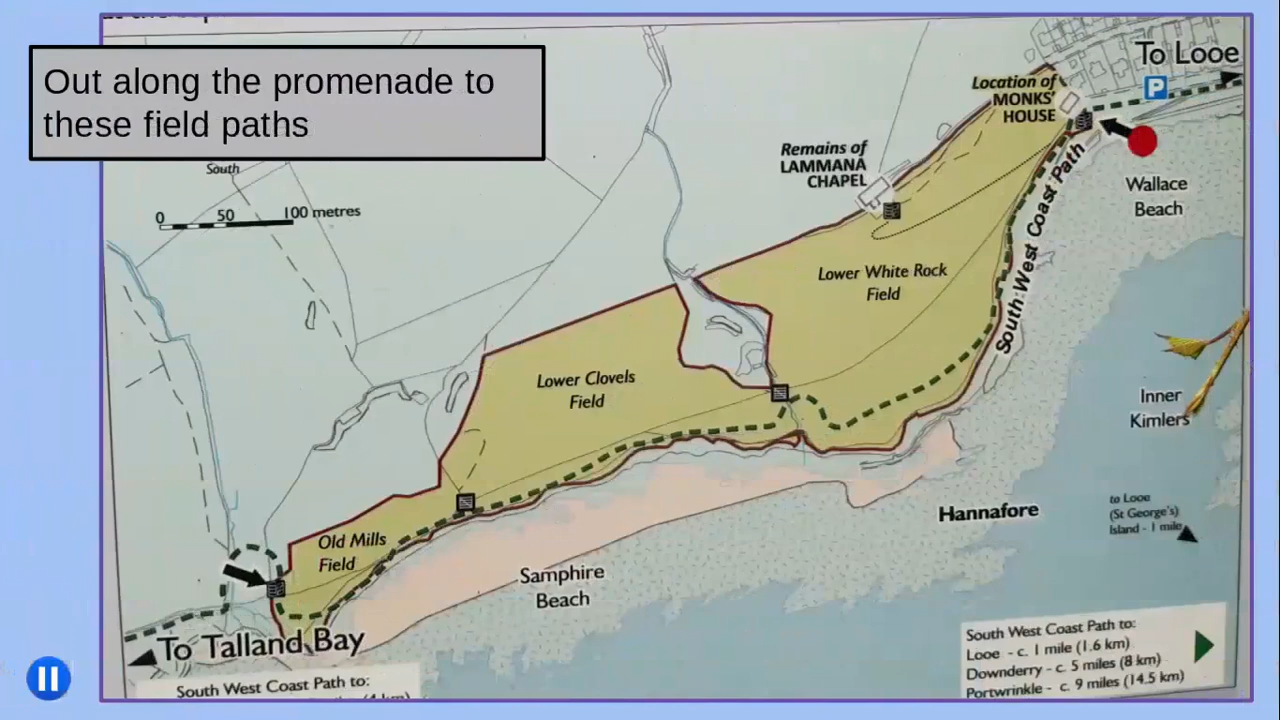 Out along the promenade to
these field paths
To Looe
P
Location of
MONKS'
HOUSE
Remains of
LAMMANA
CHAPEL
South
0 50 100 metres
Wallace
Beach
South West Coast Path
Lower White Rock
Field
Lower Clovels
Field
Inner
Kimlers
to Looe
(St George's)
Island - 1 mile
Hannafore
Old Mills
Field
Samphire
Beach
To Talland Bay
South West Coast Path to:
South West Coast Path to:
Looe - c. 1 mile (1.6 km)
Downderry - c. 5 miles (8 km)
Portwrinkle - c. 9 miles (14.5 km)